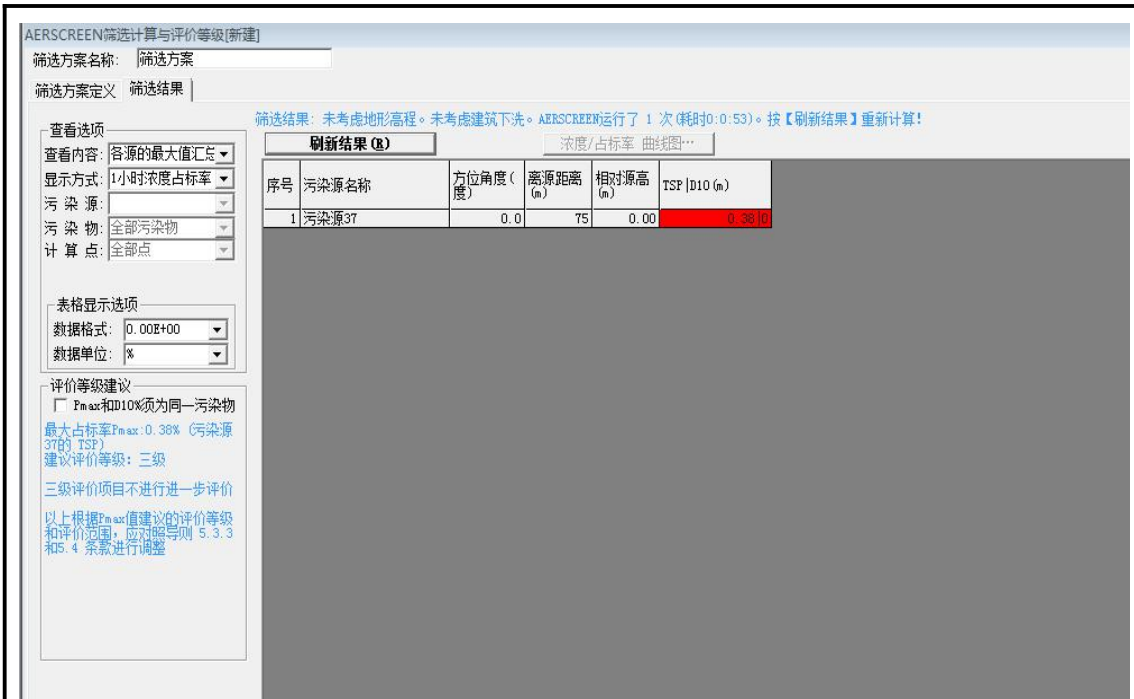 AERSCREEN筛选计算与评价等级[新建]
筛选方案名称: 筛选方案
筛选方案定义 筛选结果
筛选结果: 未考虑地形高程。未考虑建筑下洗。AERSCREEN运行了 1 次(耗时0:0:53)。按【刷新结果】重新计算!
查看选项
查看内容: 各源的最大值汇总
显示方式: 1小时浓度占标率
污 染 源:
污 染 物: 全部污染物
计 算 点: 全部点
表格显示选项
数据格式: 0.00E+00
数据单位: %
评价等级建议
Pmax和D10%须为同一污染物
最大占标率Pmax:0.38% (污染源
37的 TSP)
建议评价等级: 三级
三级评价项目不进行进一步评价
以上根据Pmax值建议的评价等级
和评价范围, 应对照导则 5.3.3
和5.4 条款进行调整
刷新结果(R) 浓度/占标率 曲线图…
序号 污染源名称 方位角度(度) 离源距离(m) 相对源高(m) TSP|D10(m)
1 污染源37 0.0 75 0.00 0.38|0